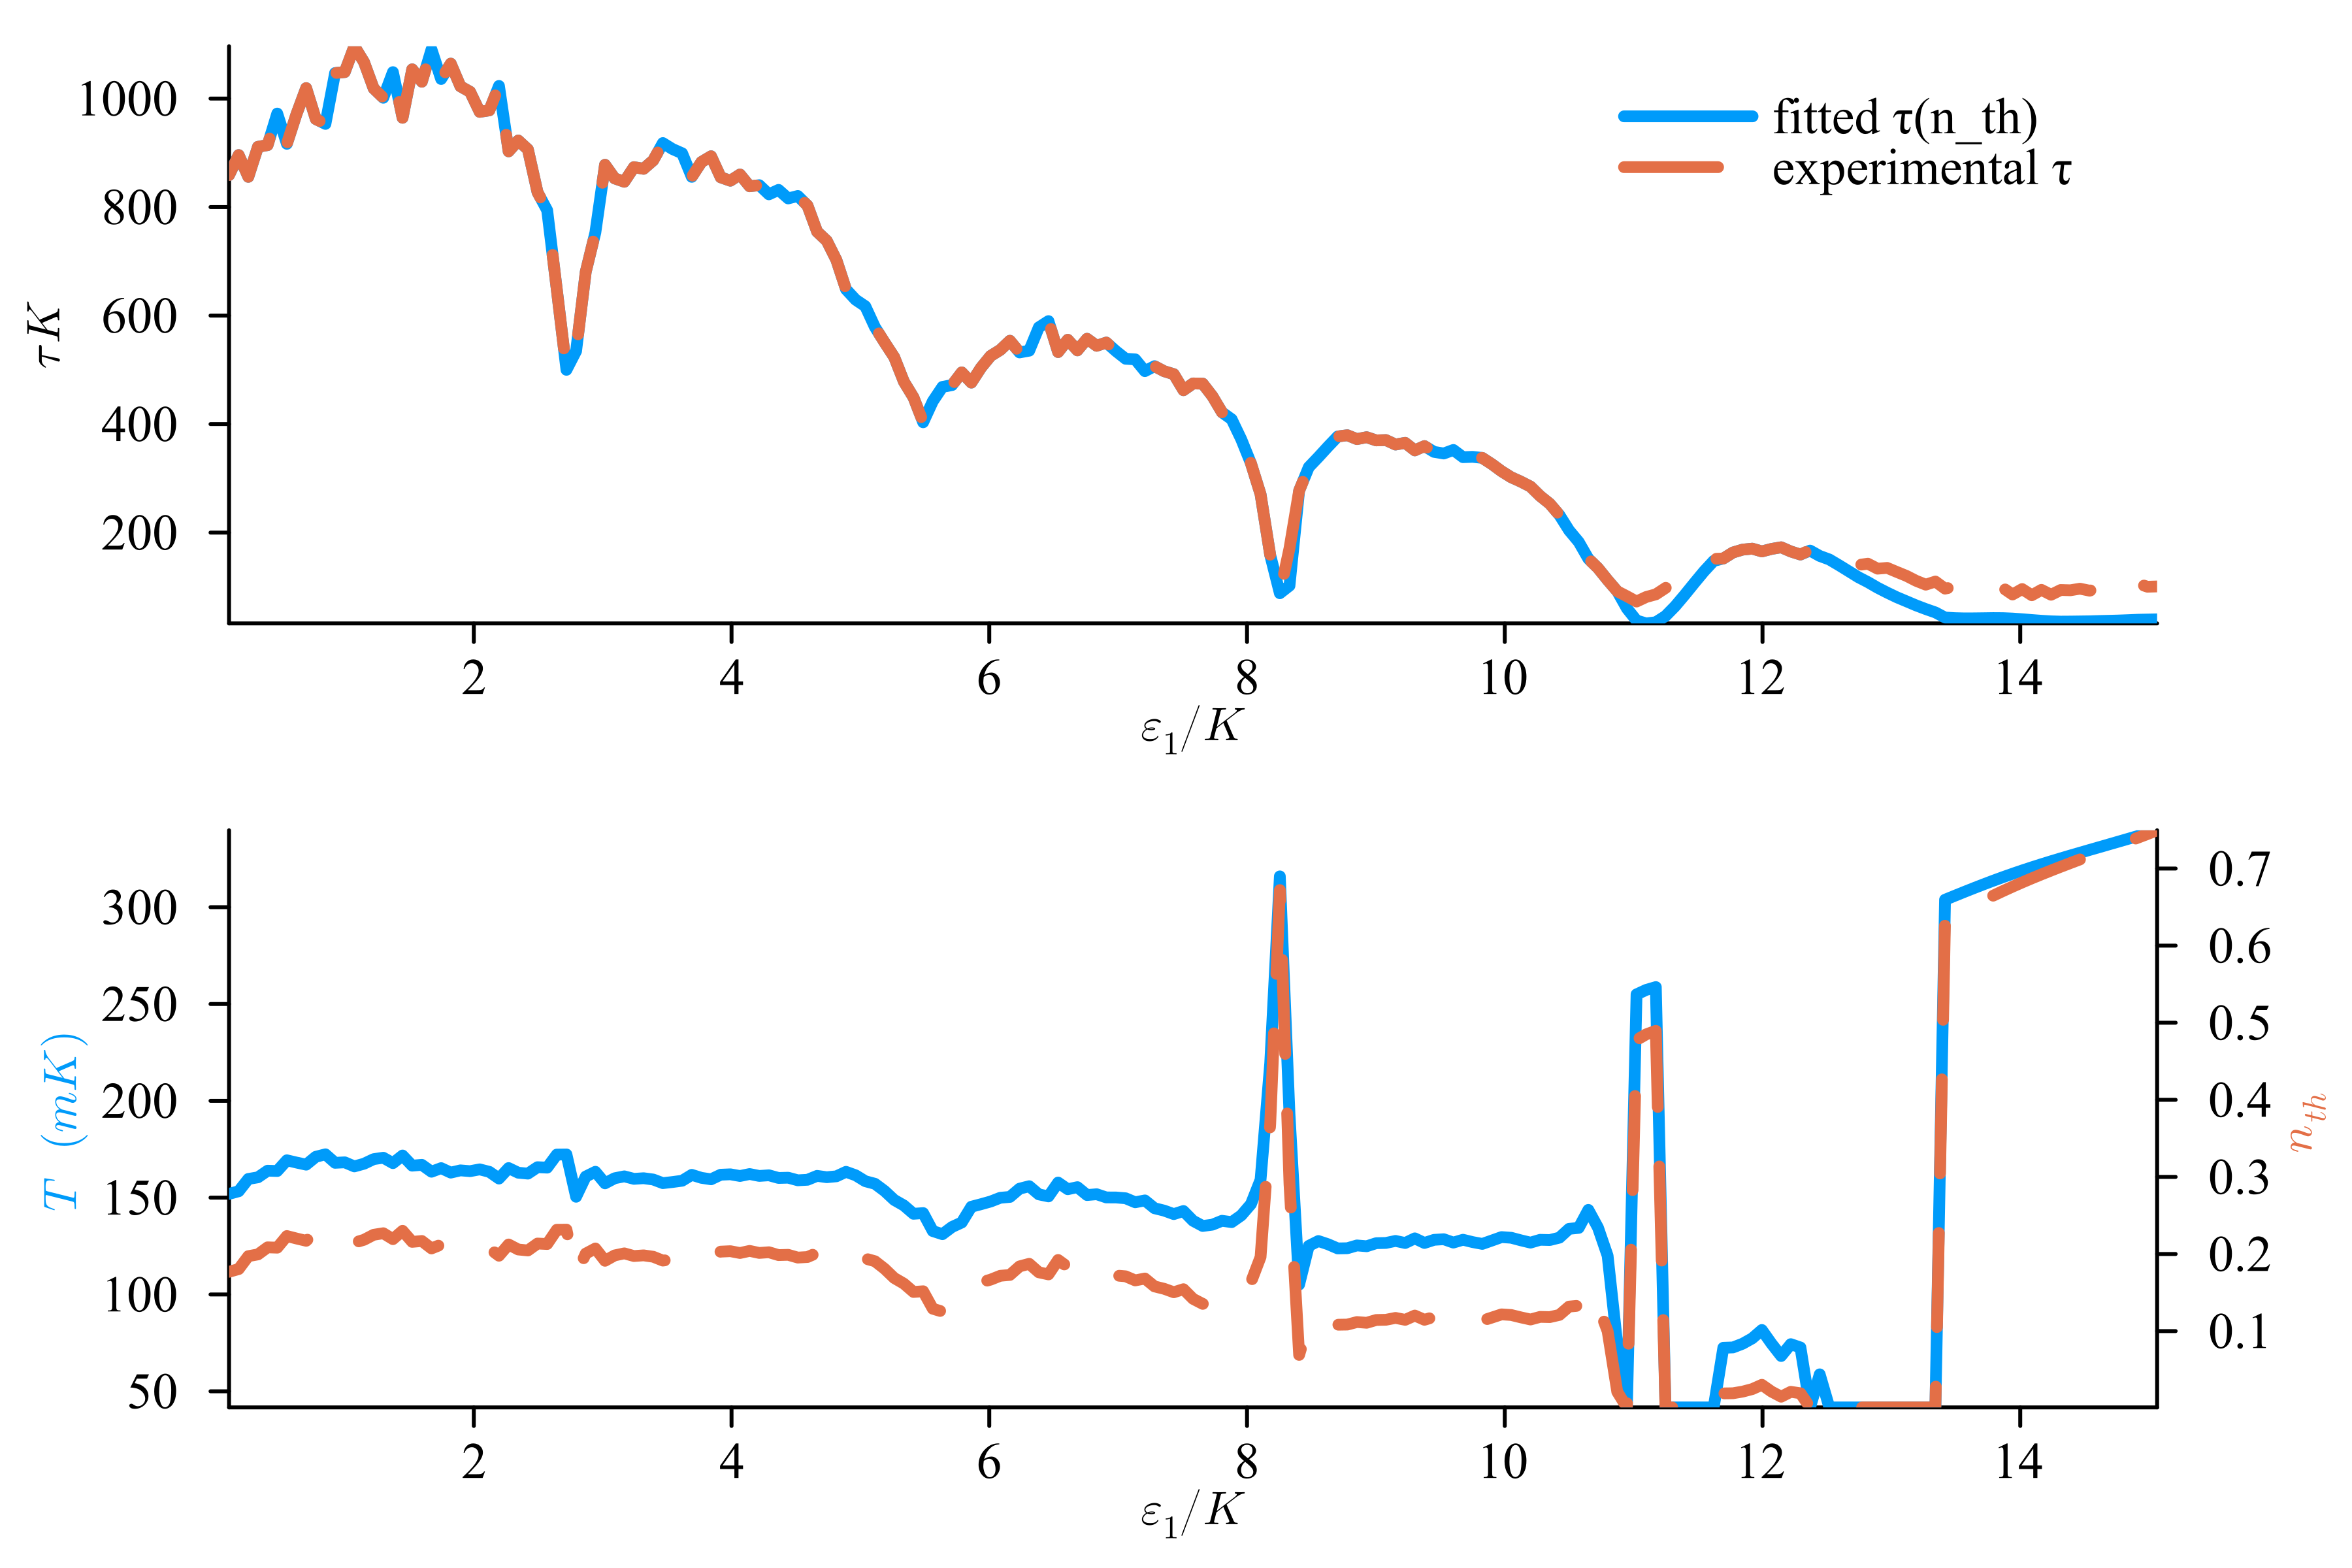 fitted τ(n_th)
experimental τ
1000
800
600
400
200
τK
2 4 6 8 10 12 14
ε₁/K
300
250
200
150
100
50
T (mK)
0.7
0.6
0.5
0.4
0.3
0.2
0.1
n_th
2 4 6 8 10 12 14
ε₁/K